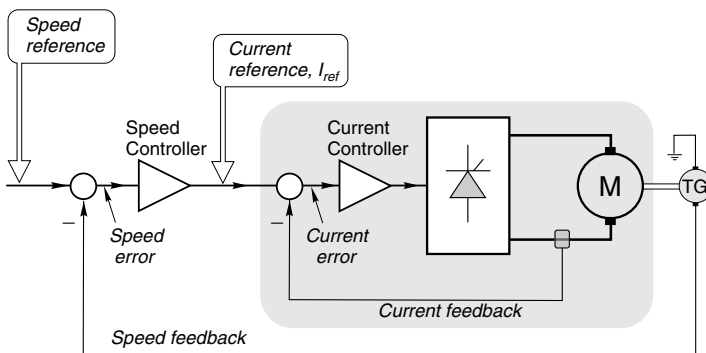 Speed
reference
Current
reference, I_ref
Speed
Controller
Current
Controller
M
TG
–
–
Speed
error
Current
error
Current feedback
Speed feedback